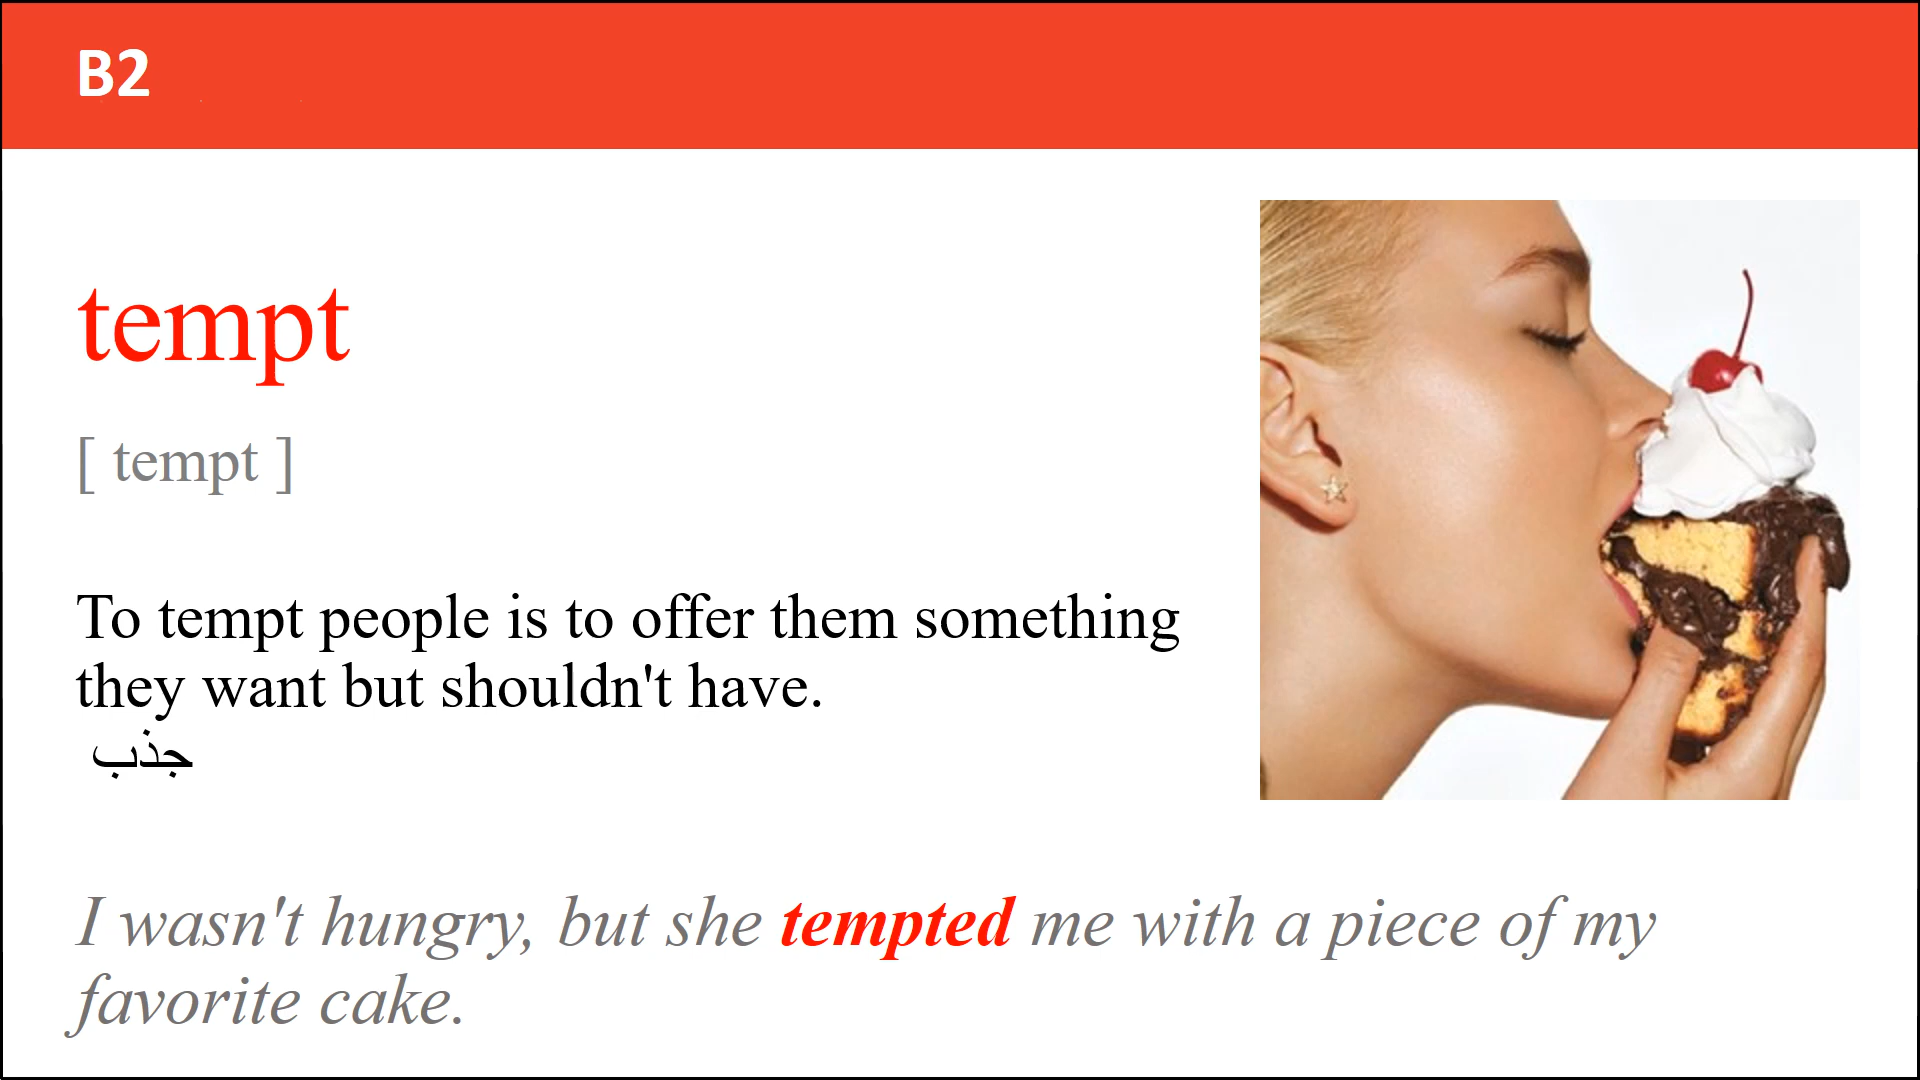 B2
tempt
[ tempt ]
To tempt people is to offer them something
they want but shouldn't have.
جذب
I wasn't hungry, but she tempted me with a piece of my
favorite cake.